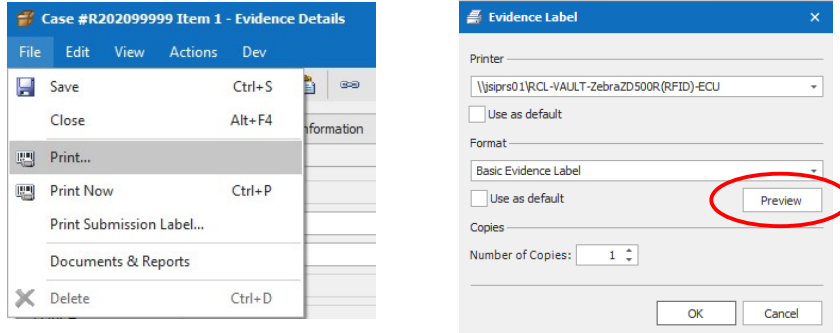 Case #R202099999 Item 1 - Evidence Details
File Edit View Actions Dev
Save Ctrl+S
Close Alt+F4
Print...
Print Now Ctrl+P
Print Submission Label...
Documents & Reports
Delete Ctrl+D
nformation
Evidence Label
Printer
\\jsiprs01\RCL-VAULT-ZebraZD500R(RFID)-ECU
Use as default
Format
Basic Evidence Label
Use as default
Preview
Copies
Number of Copies: 1
OK Cancel